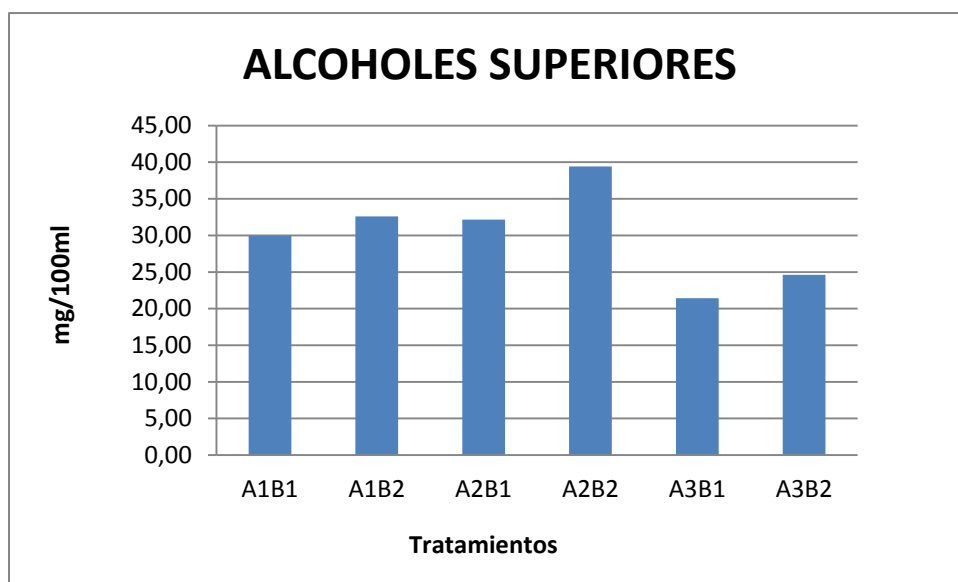 ALCOHOLES SUPERIORES
45,00
40,00
35,00
30,00
25,00
20,00
15,00
10,00
5,00
0,00
mg/100ml
A1B1 A1B2 A2B1 A2B2 A3B1 A3B2
Tratamientos